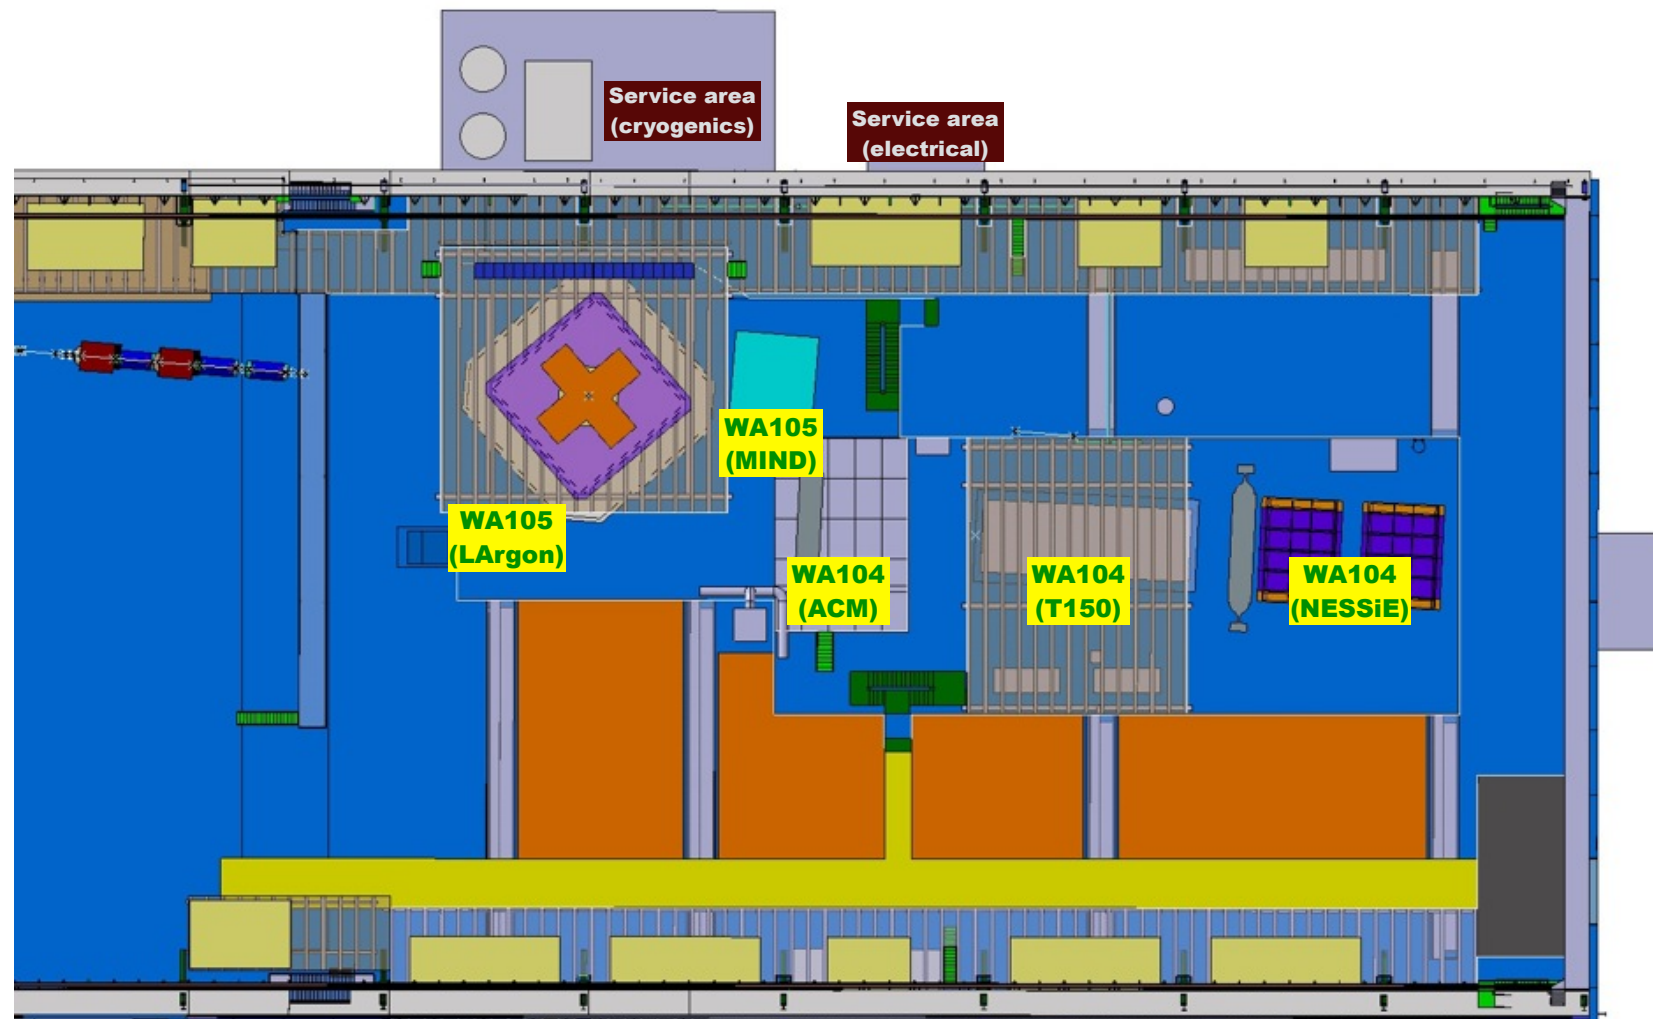 Service area
(cryogenics)
Service area
(electrical)
WA105
(MIND)
WA105
(LArgon)
WA104
(ACM)
WA104
(T150)
WA104
(NESSiE)